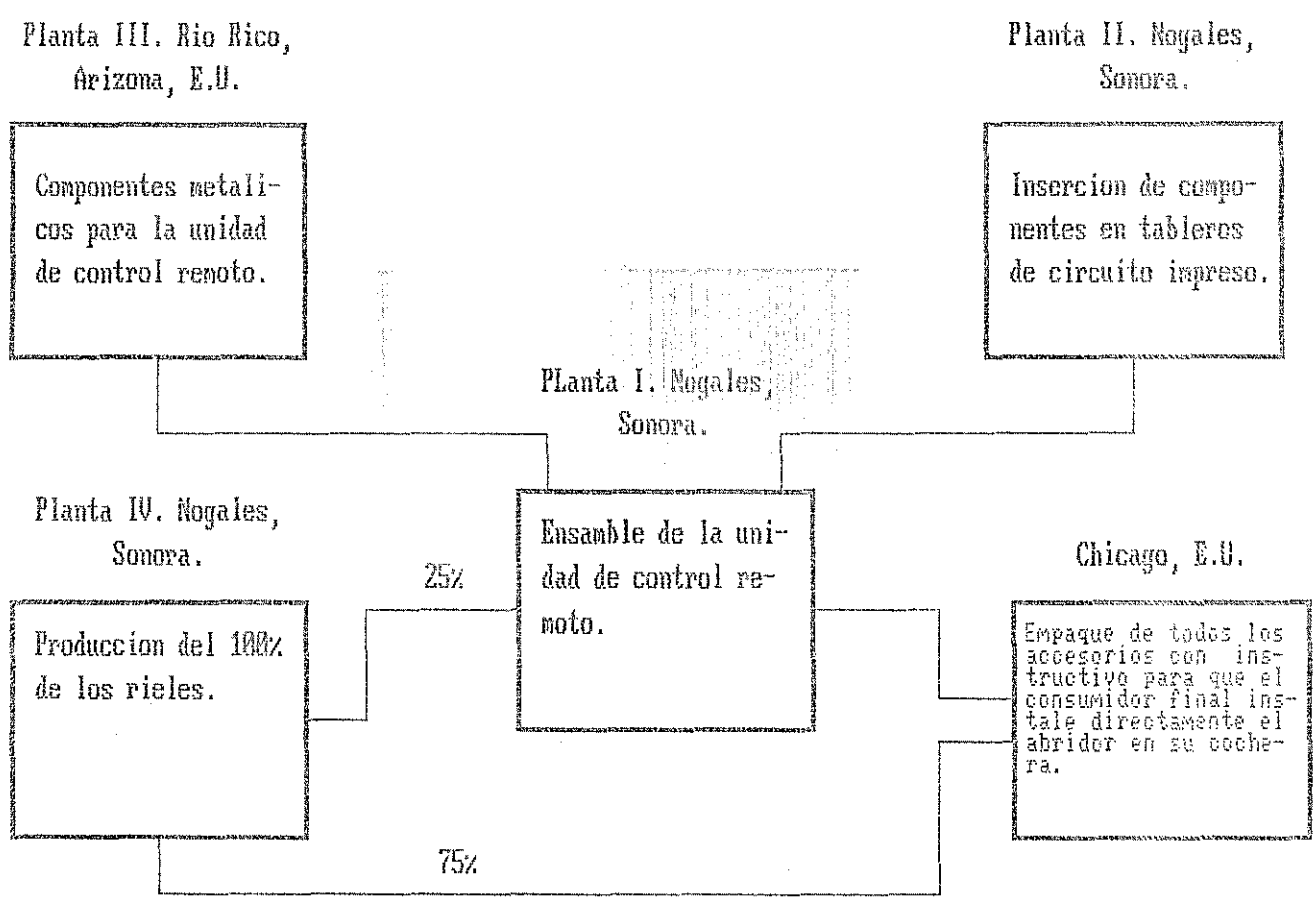 Planta III. Rio Rico,
Arizona, E.U.
Componentes metali-
cos para la unidad
de control remoto.
Planta II. Nogales,
Sonora.
Insercion de compo-
nentes en tableros
de circuito impreso.
PLanta I. Nogales,
Sonora.
Ensamble de la uni-
dad de control re-
moto.
Planta IV. Nogales,
Sonora.
Produccion del 100%
de los rieles.
25%
75%
Chicago, E.U.
Empaque de todos los
accesorios con ins-
tructivo para que el
consumidor final ins-
tale directamente el
abridor en su coche-
ra.